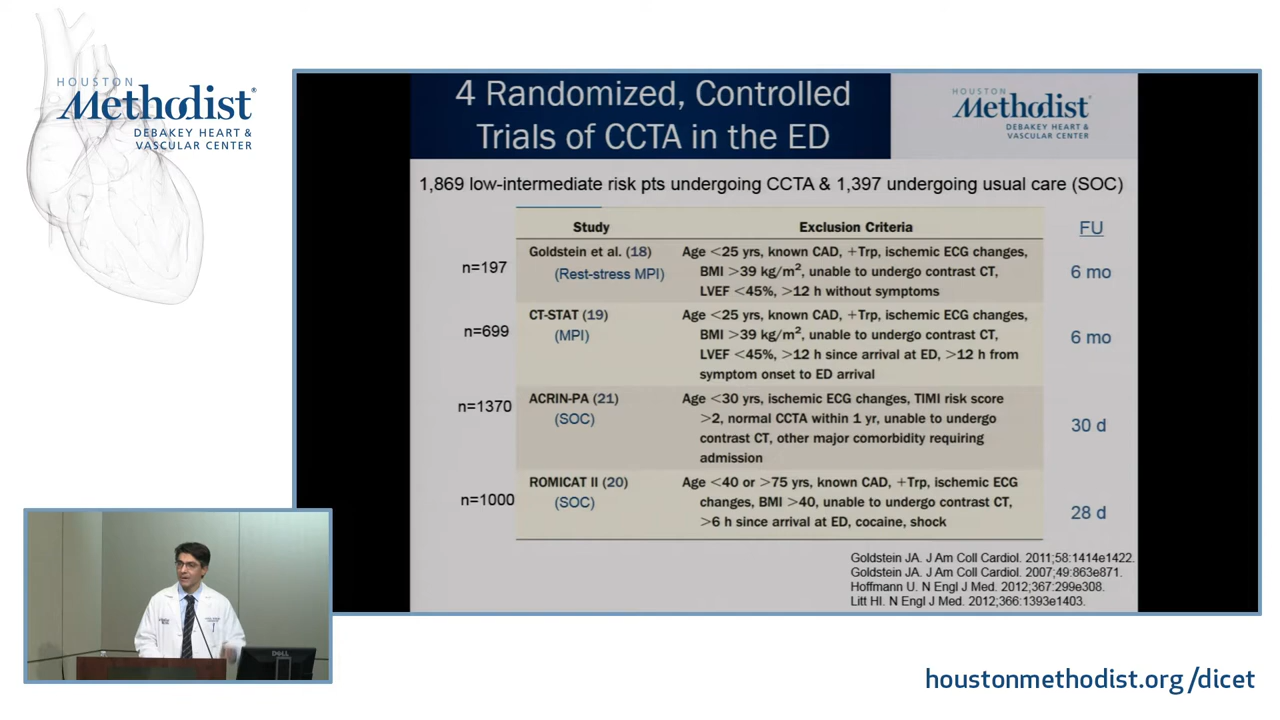 HOUSTON
Methodist®
DEBAKEY HEART &
VASCULAR CENTER
4 Randomized, Controlled
Trials of CCTA in the ED
HOUSTON
Methodist®
DEBAKEY HEART &
VASCULAR CENTER
1,869 low-intermediate risk pts undergoing CCTA & 1,397 undergoing usual care (SOC)
Study Exclusion Criteria FU
n=197
Goldstein et al. (18)
(Rest-stress MPI)
Age <25 yrs, known CAD, +Trp, ischemic ECG changes,
BMI >39 kg/m², unable to undergo contrast CT,
LVEF <45%, >12 h without symptoms
6 mo
n=699
CT-STAT (19)
(MPI)
Age <25 yrs, known CAD, +Trp, ischemic ECG changes,
BMI >39 kg/m², unable to undergo contrast CT,
LVEF <45%, >12 h since arrival at ED, >12 h from
symptom onset to ED arrival
6 mo
n=1370
ACRIN-PA (21)
(SOC)
Age <30 yrs, ischemic ECG changes, TIMI risk score
>2, normal CCTA within 1 yr, unable to undergo
contrast CT, other major comorbidity requiring
admission
30 d
n=1000
ROMICAT II (20)
(SOC)
Age <40 or >75 yrs, known CAD, +Trp, ischemic ECG
changes, BMI >40, unable to undergo contrast CT,
>6 h since arrival at ED, cocaine, shock
28 d
Goldstein JA. J Am Coll Cardiol. 2011;58:1414e1422.
Goldstein JA. J Am Coll Cardiol. 2007;49:863e871.
Hoffmann U. N Engl J Med. 2012;367:299e308.
Litt HI. N Engl J Med. 2012;366:1393e1403.
DELL
houstonmethodist.org/dicet